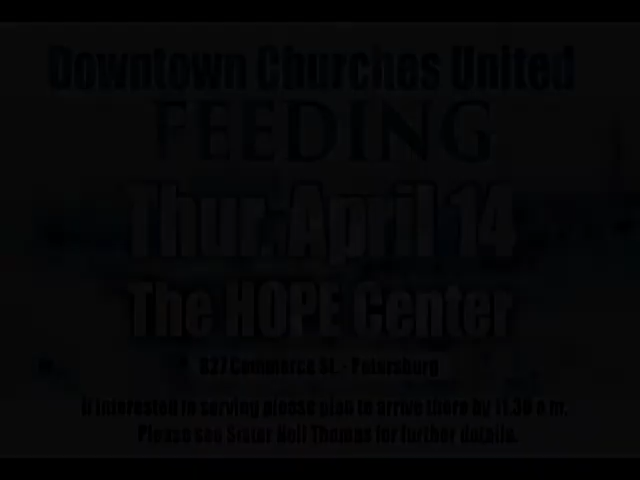 Downtown Churches United
FEEDING
Thur. April 14
The HOPE Center
827 Commerce St. - Petersburg
If interested in serving please plan to arrive there by 11:30 a.m.
Please see Sister Thomas for further details.